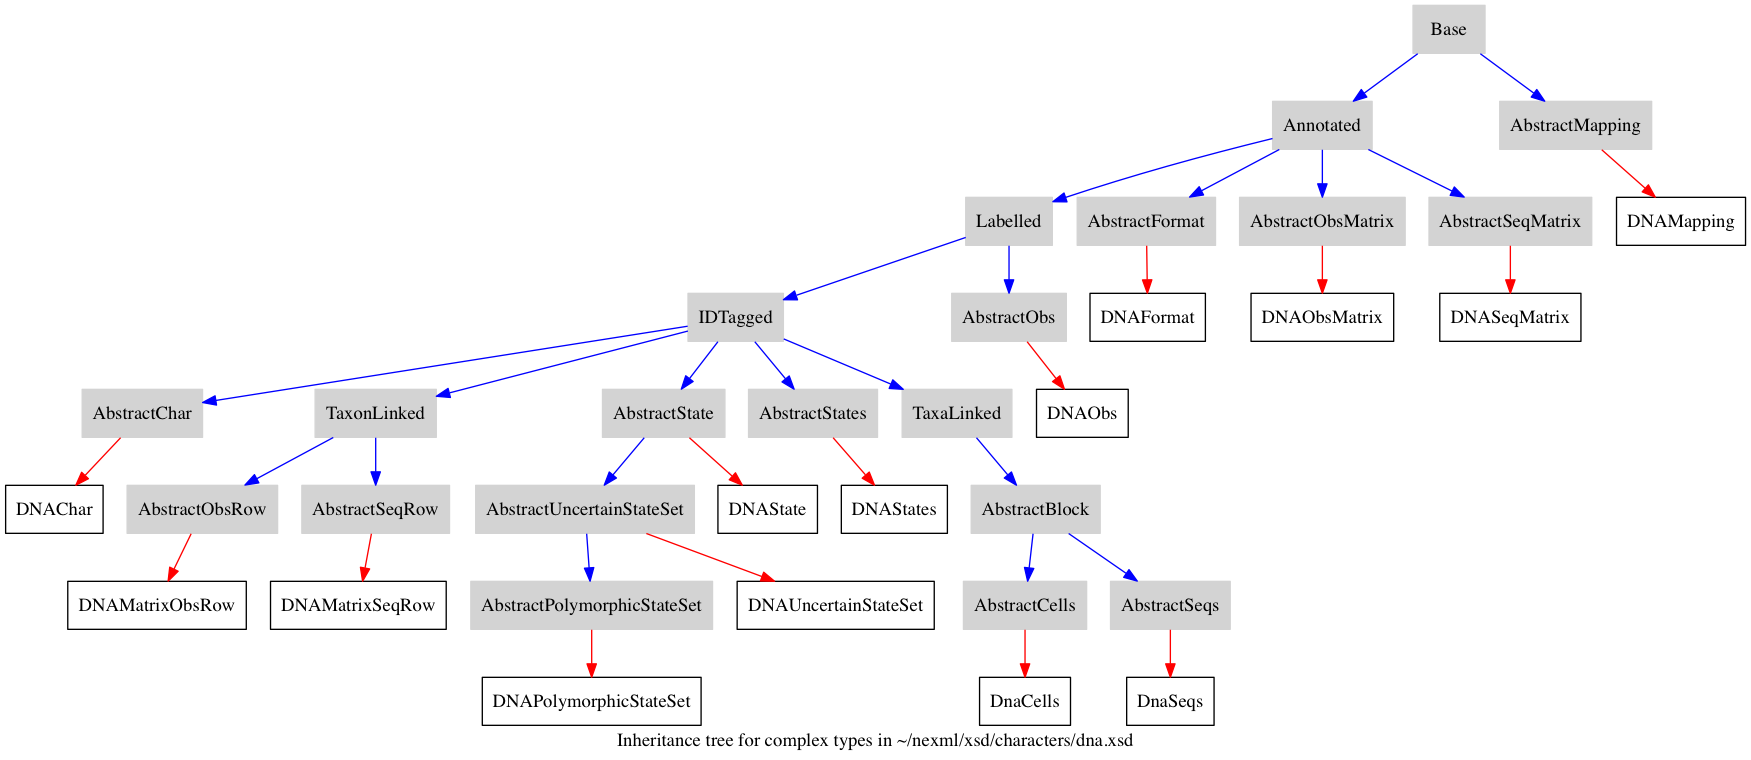 Base
Annotated
AbstractMapping
Labelled
AbstractFormat
AbstractObsMatrix
AbstractSeqMatrix
DNAMapping
IDTagged
AbstractObs
DNAFormat
DNAObsMatrix
DNASeqMatrix
AbstractChar
TaxonLinked
AbstractState
AbstractStates
TaxaLinked
DNAObs
DNAChar
AbstractObsRow
AbstractSeqRow
AbstractUncertainStateSet
DNAState
DNAStates
AbstractBlock
DNAMatrixObsRow
DNAMatrixSeqRow
AbstractPolymorphicStateSet
DNAUncertainStateSet
AbstractCells
AbstractSeqs
DNAPolymorphicStateSet
DnaCells
DnaSeqs
Inheritance tree for complex types in ~/nexml/xsd/characters/dna.xsd